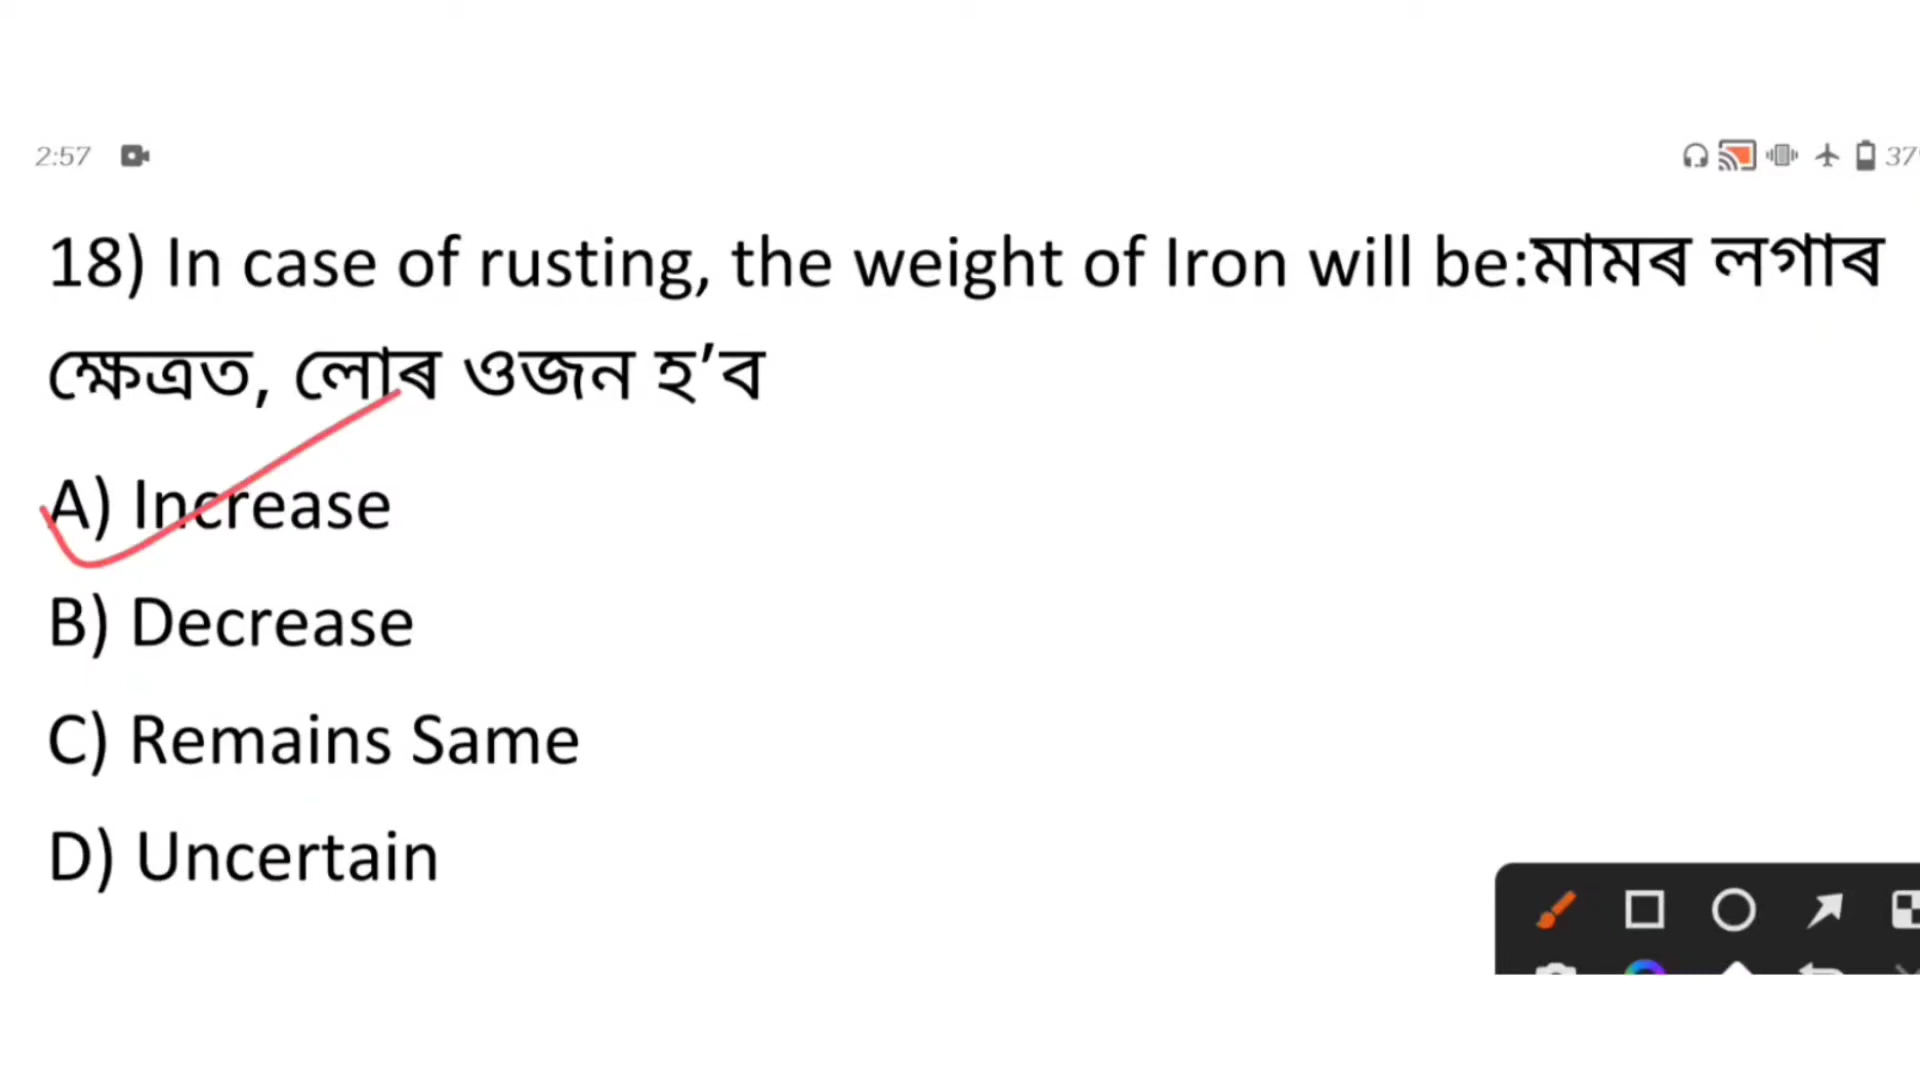 2:57
37
18) In case of rusting, the weight of Iron will be:মামৰ লগাৰ
ক্ষেত্ৰত, লোৰ ওজন হ’ব
A) Increase
B) Decrease
C) Remains Same
D) Uncertain